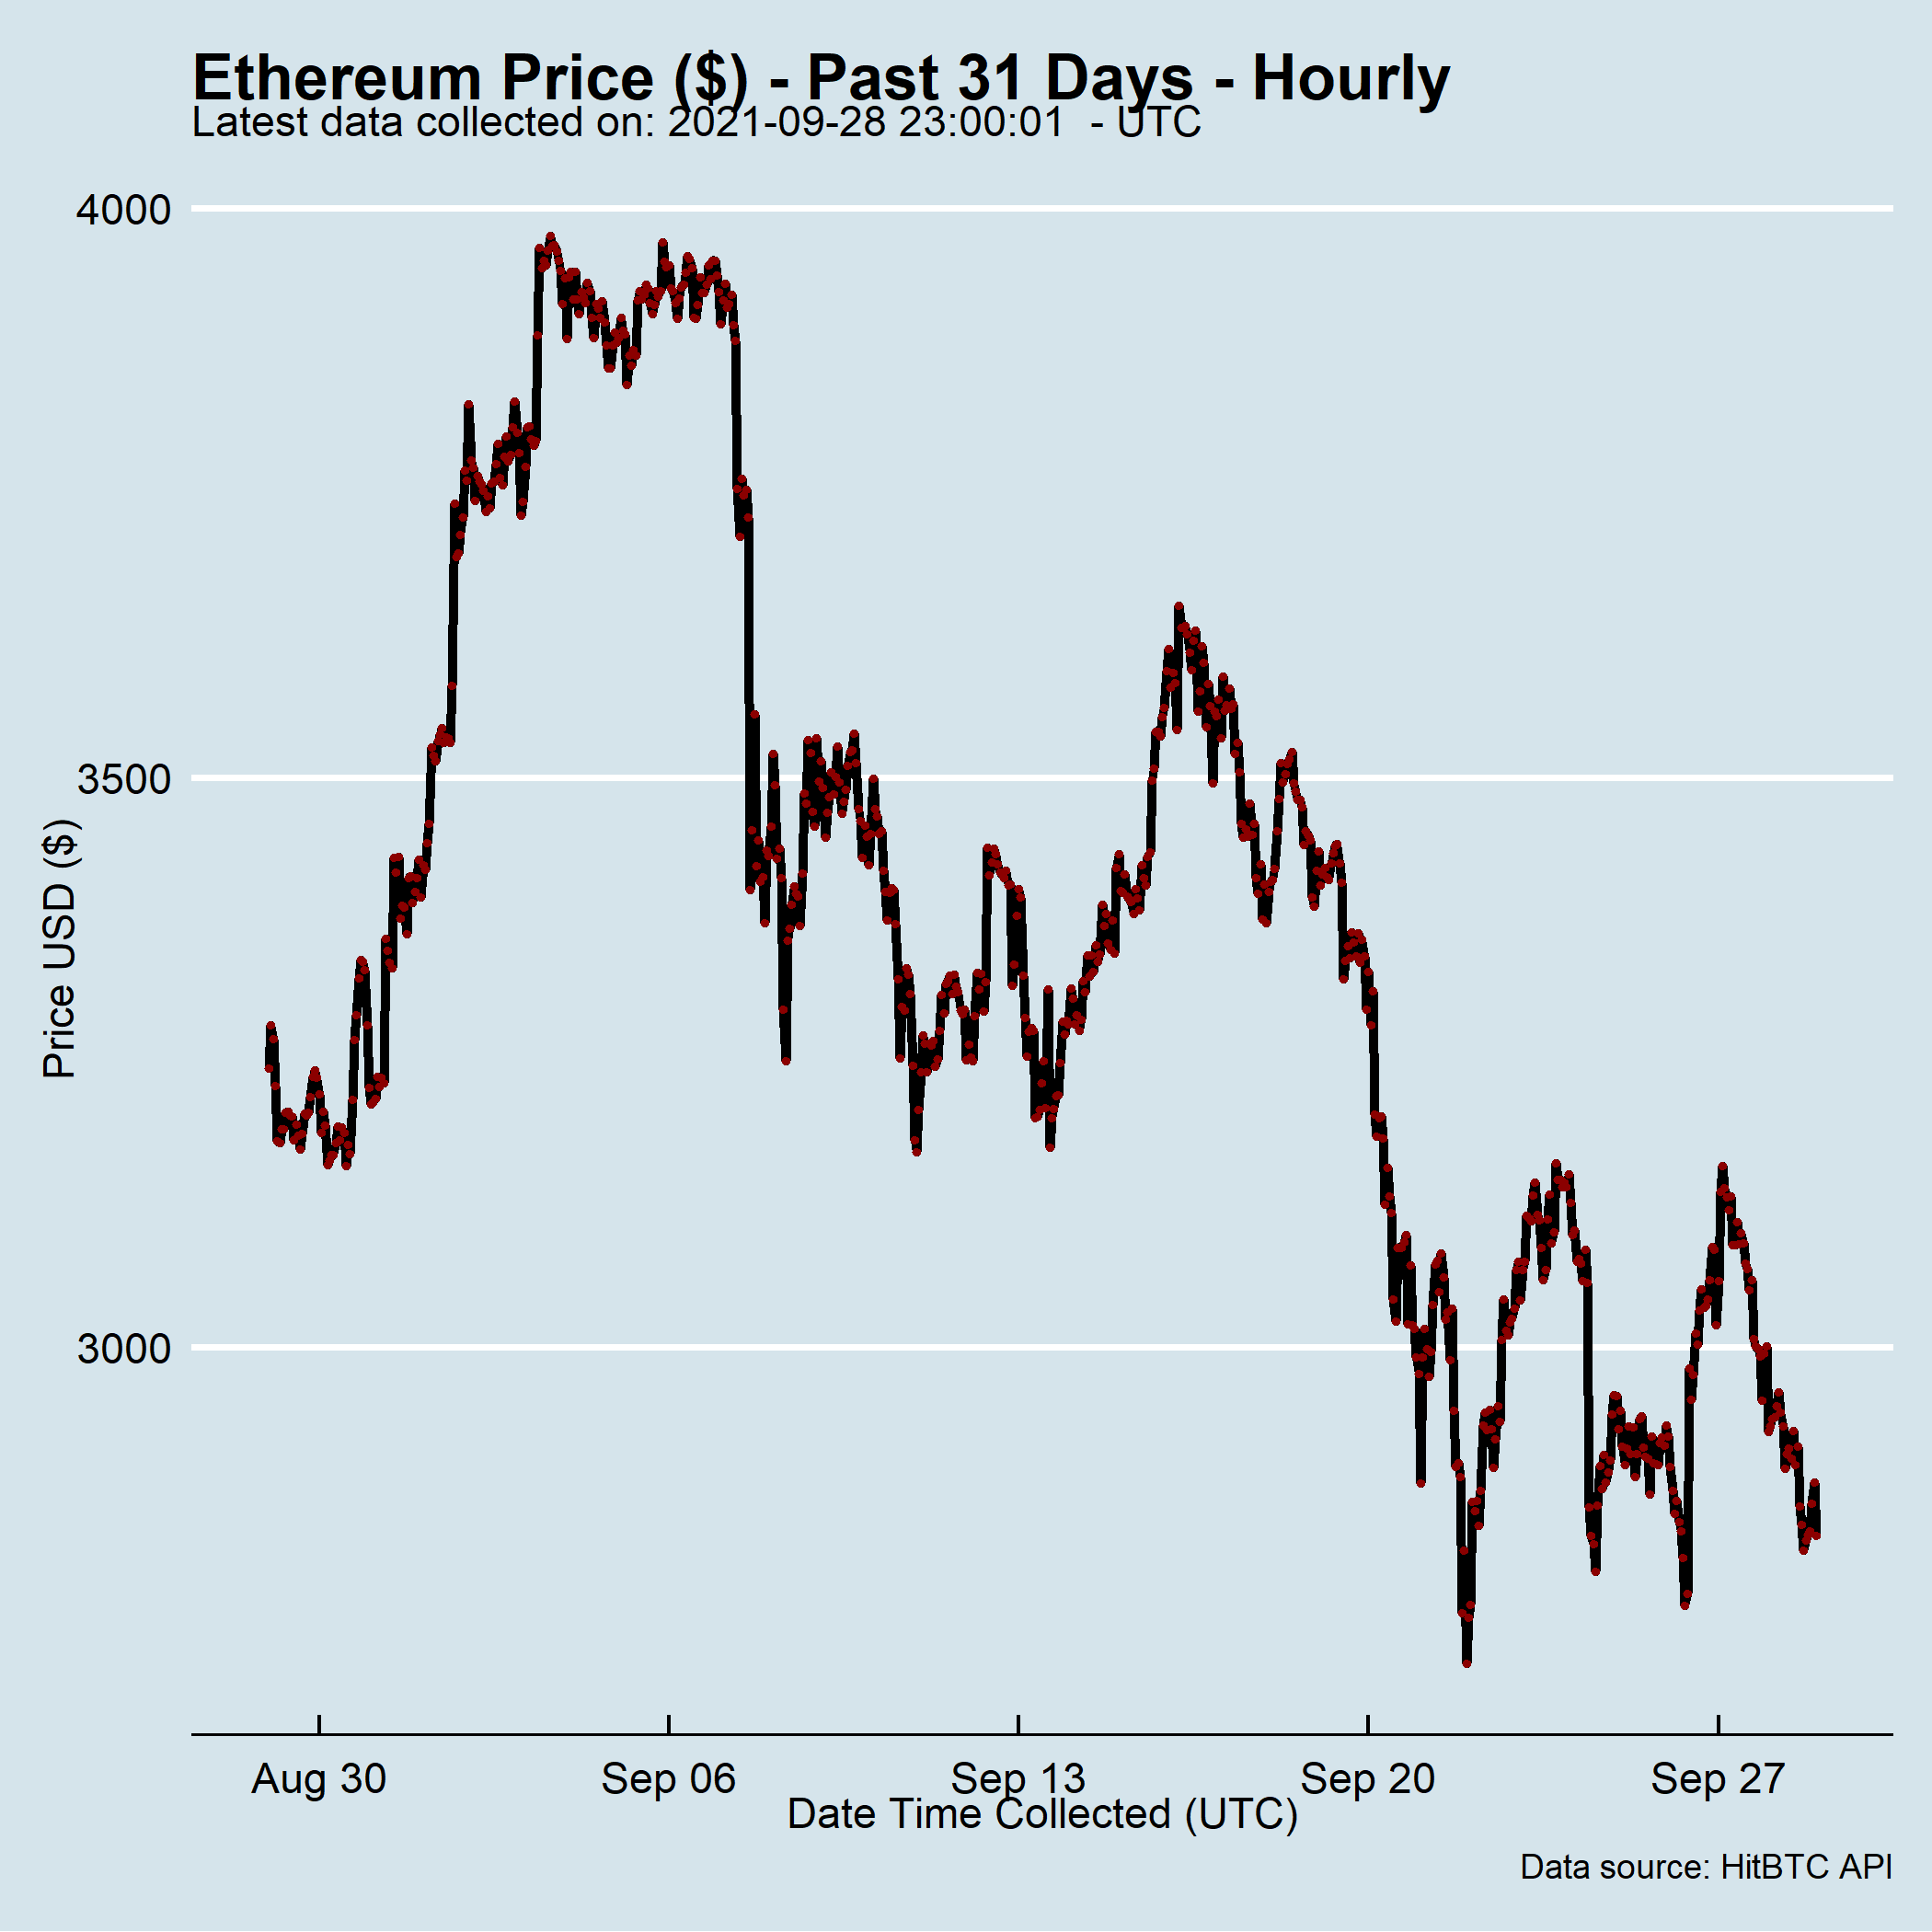 Ethereum Price ($) - Past 31 Days - Hourly
Latest data collected on: 2021-09-28 23:00:01  - UTC
4000
3500
3000
Price USD ($)
Aug 30
Sep 06
Sep 13
Sep 20
Sep 27
Date Time Collected (UTC)
Data source: HitBTC API